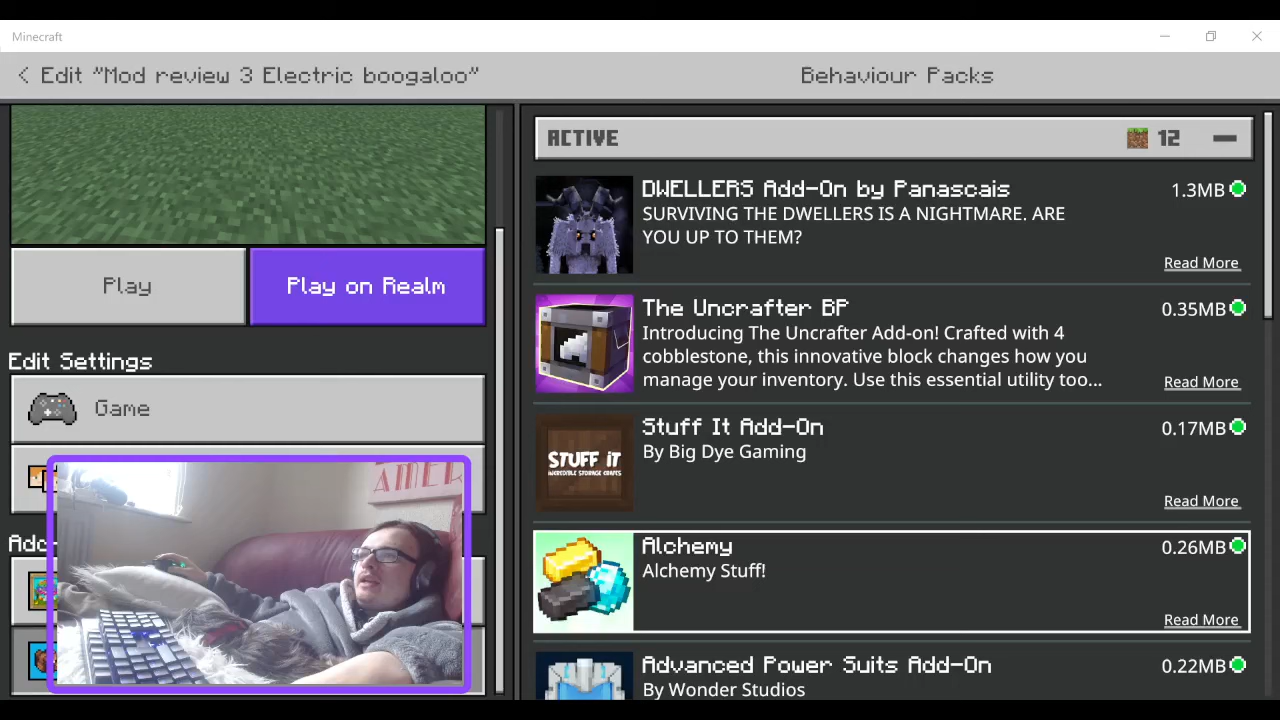 Minecraft
Edit "Mod review 3 Electric boogaloo"
Behaviour Packs
Play
Play on Realm
Edit Settings
Game
ACTIVE
12
DWELLERS Add-On by Panascais
1.3MB
SURVIVING THE DWELLERS IS A NIGHTMARE. ARE
YOU UP TO THEM?
Read More
The Uncrafter BP
0.35MB
Introducing The Uncrafter Add-on! Crafted with 4
cobblestone, this innovative block changes how you
manage your inventory. Use this essential utility too...
Read More
STUFF IT
INCREDIBLE STORAGE CRATES
Stuff It Add-On
0.17MB
By Big Dye Gaming
Read More
Alchemy
0.26MB
Alchemy Stuff!
Read More
Advanced Power Suits Add-On
0.22MB
By Wonder Studios